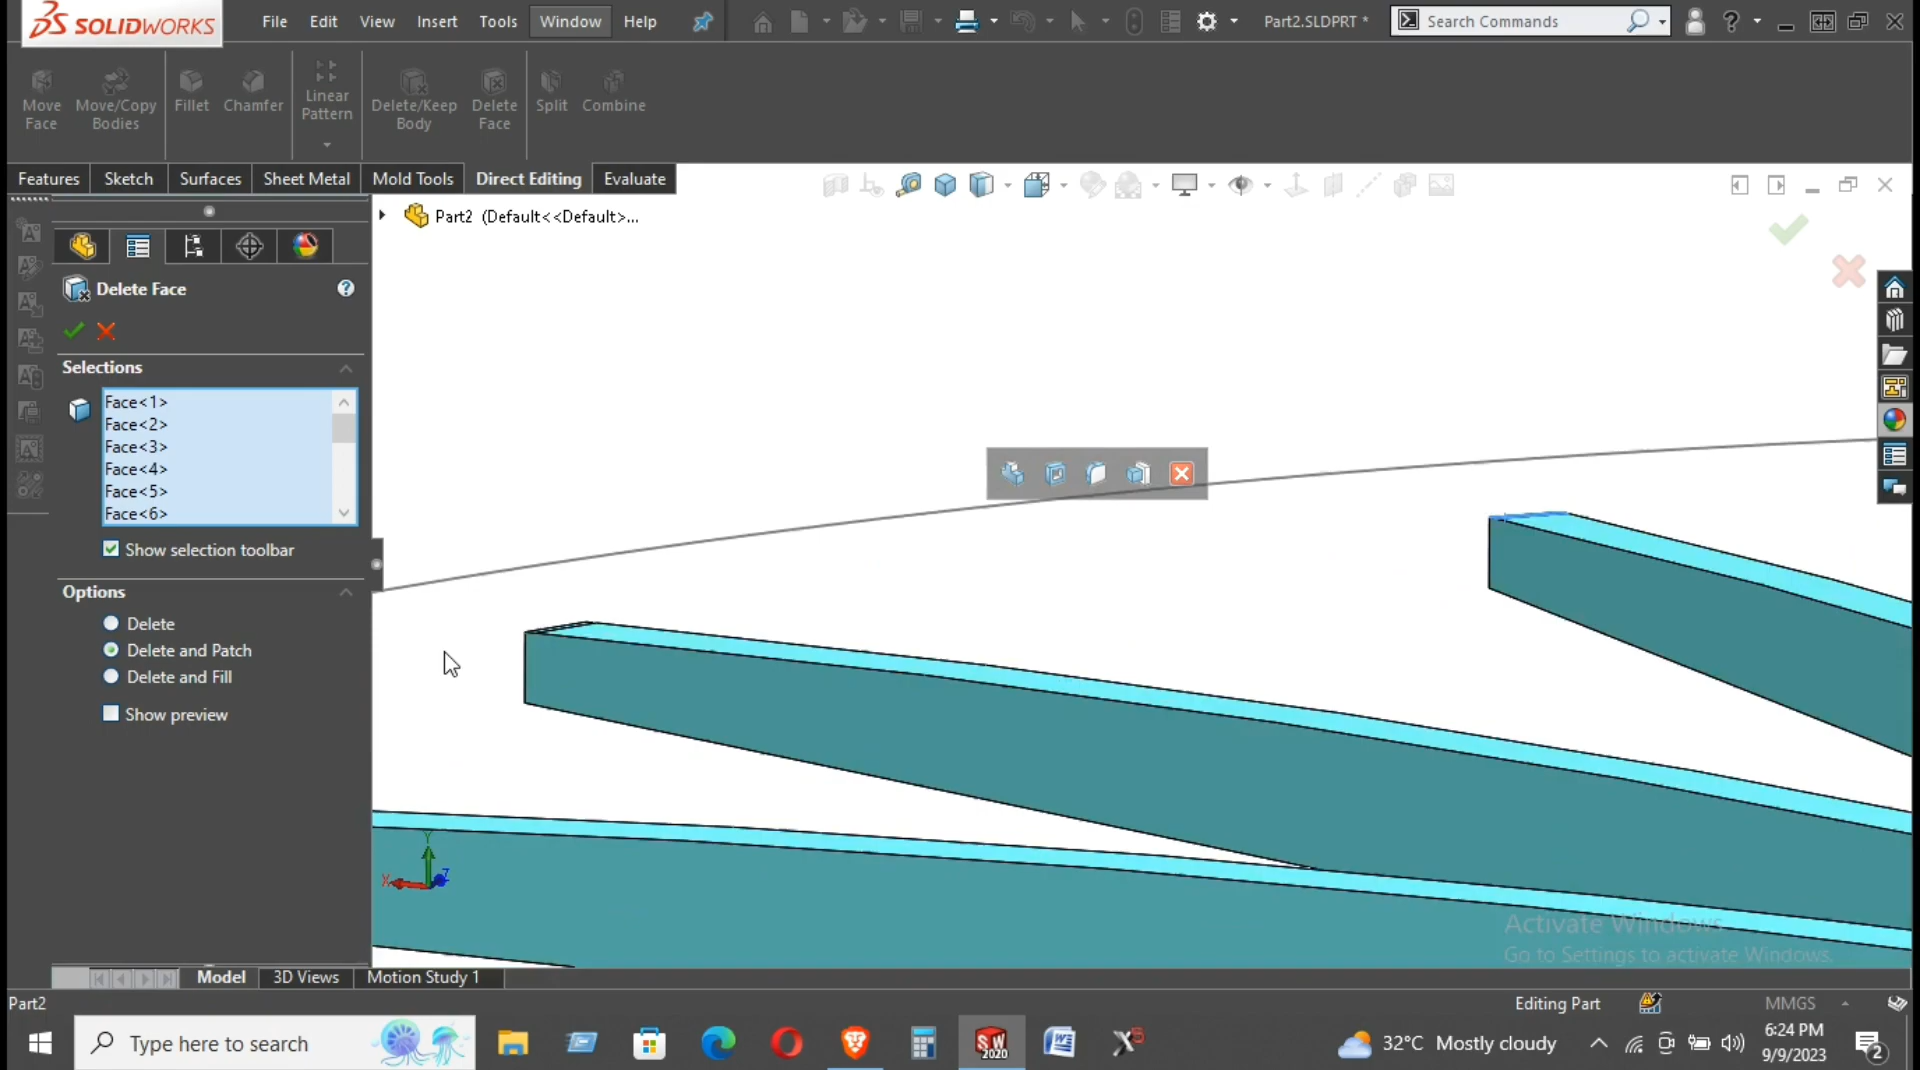 SOLIDWORKS
File Edit View Insert Tools Window Help
Part2.SLDPRT *
Search Commands
Move Face
Move/Copy Bodies
Fillet
Chamfer
Linear Pattern
Delete/Keep Body
Delete Face
Split
Combine
Features Sketch Surfaces Sheet Metal Mold Tools Direct Editing Evaluate
Part2 (Default<<Default>...
Delete Face
Selections
Face<1>
Face<2>
Face<3>
Face<4>
Face<5>
Face<6>
Show selection toolbar
Options
Delete
Delete and Patch
Delete and Fill
Show preview
Y
X
Z
Activate Windows
Go to Settings to activate Windows.
Model 3D Views Motion Study 1
Part2
Editing Part
MMGS
Type here to search
SW
2020
32°C Mostly cloudy
6:24 PM
9/9/2023
2